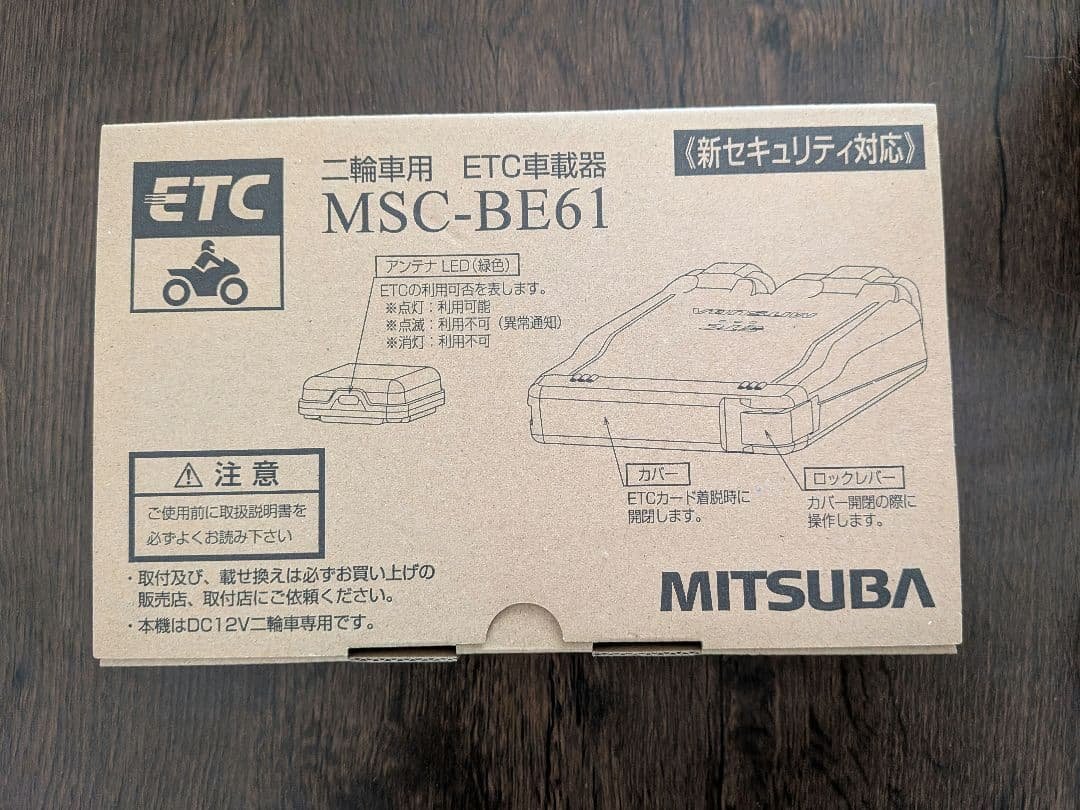 ETC
二輪車用 ETC車載器
MSC-BE61
《新セキュリティ対応》
アンテナ LED(緑色)
ETCの利用可否を表します。
※点灯:利用可能
※点滅:利用不可(異常通知)
※消灯:利用不可
MITSUBA
カバー
ETCカード着脱時に
開閉します。
ロックレバー
カバー開閉の際に
操作します。
注意
ご使用前に取扱説明書を
必ずよくお読み下さい
・取付及び、載せ換えは必ずお買い上げの
販売店、取付店にご依頼ください。
・本機はDC12V二輪車専用です。
MITSUBA